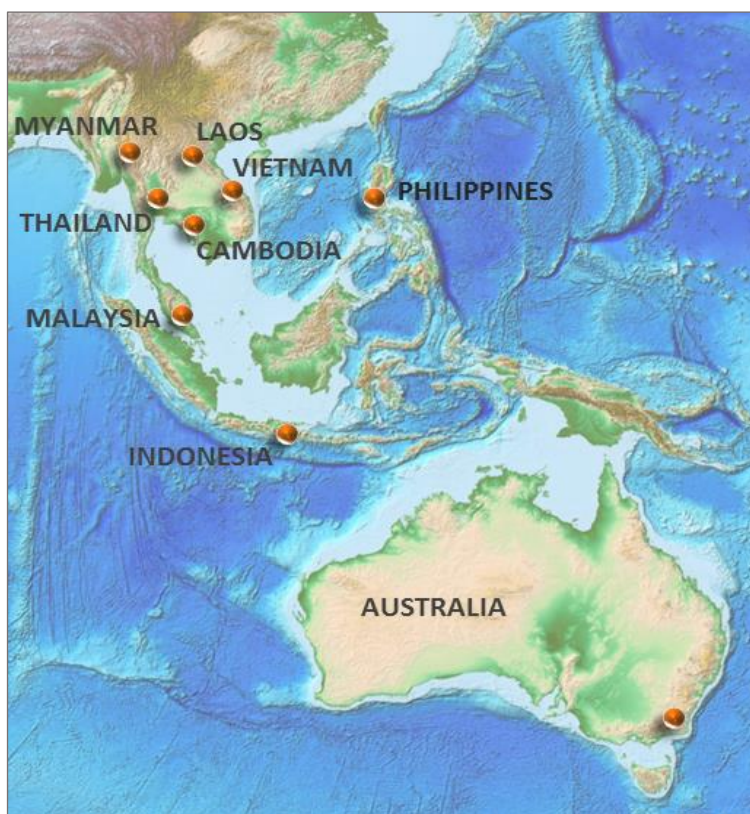 MYANMAR
LAOS
VIETNAM
PHILIPPINES
THAILAND
CAMBODIA
MALAYSIA
INDONESIA
AUSTRALIA